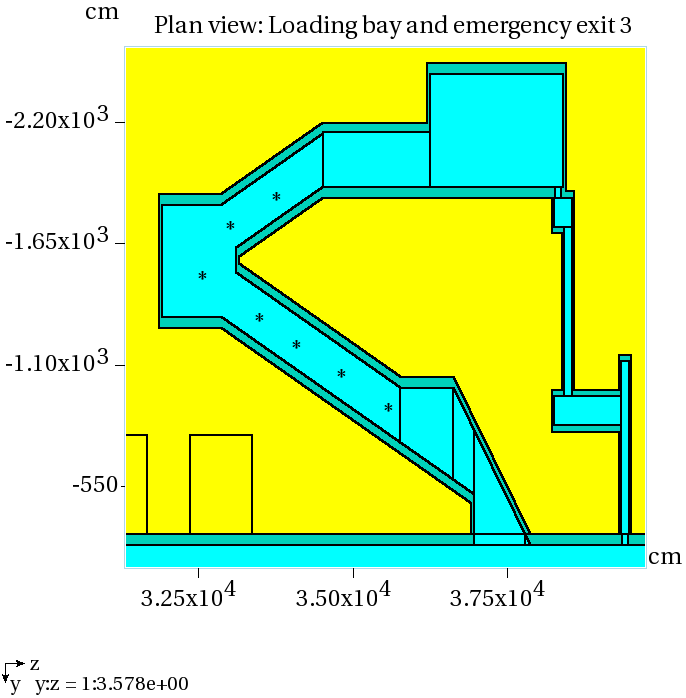 cm
Plan view: Loading bay and emergency exit 3
-2.20x10³
-1.65x10³
*
*
*
*
*
-1.10x10³
*
*
-550
cm
3.25x10⁴ 3.50x10⁴ 3.75x10⁴
z
y y:z = 1:3.578e+00